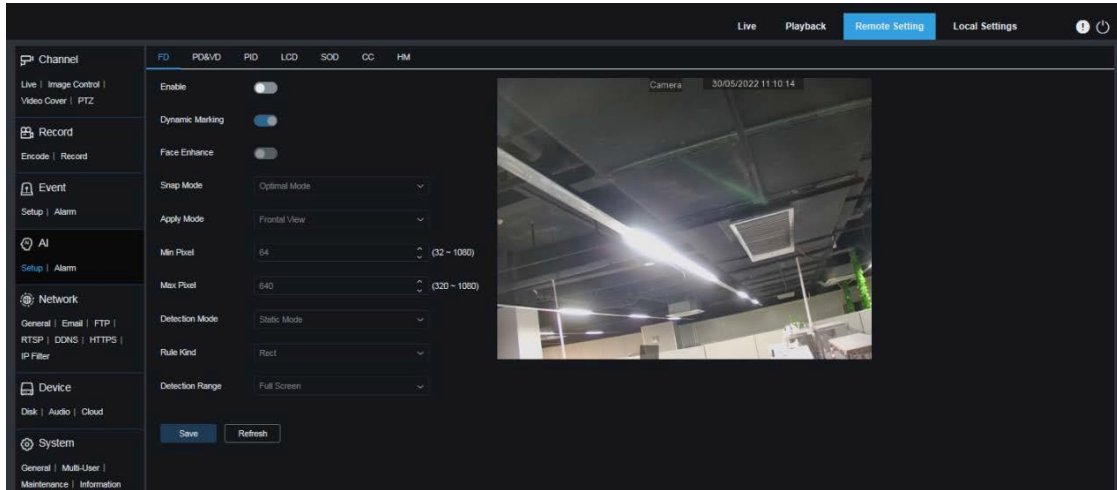 Live Playback Remote Setting Local Settings
Channel
Live | Image Control |
Video Cover | PTZ
Record
Encode | Record
Event
Setup | Alarm
AI
Setup | Alarm
Network
General | Email | FTP |
RTSP | DDNS | HTTPS |
IP Filter
Device
Disk | Audio | Cloud
System
General | Multi-User |
Maintenance | Information
FD PD&VD PID LCD SOD CC HM
Enable
Dynamic Marking
Face Enhance
Snap Mode Optimal Mode
Apply Mode Frontal View
Min Pixel 64 (32 ~ 1080)
Max Pixel 640 (320 ~ 1080)
Detection Mode Static Mode
Rule Kind Rect
Detection Range Full Screen
Save Refresh
Camera 30/05/2022 11:10:14